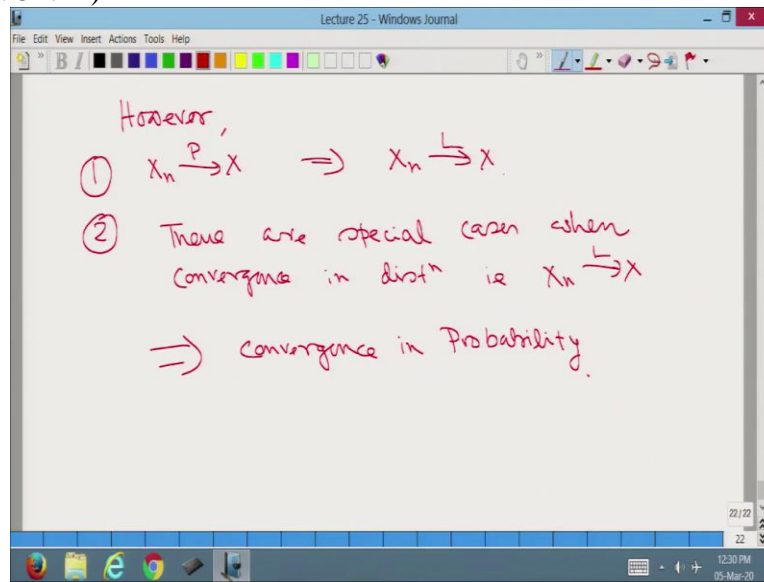 Lecture 25 - Windows Journal
File Edit View Insert Actions Tools Help
B I
However,
① Xₙ —P→ X ⇒ Xₙ —L→ X.
② There are special cases when
convergence in distⁿ ie Xₙ —L→ X
⇒ convergence in Probability.
22/22
22
12:30 PM
05-Mar-20